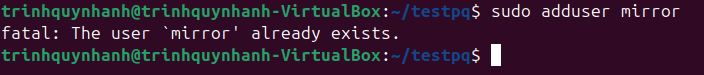 trinhquynhanh@trinhquynhanh-VirtualBox:~/testpq$ sudo adduser mirror
fatal: The user `mirror' already exists.
trinhquynhanh@trinhquynhanh-VirtualBox:~/testpq$